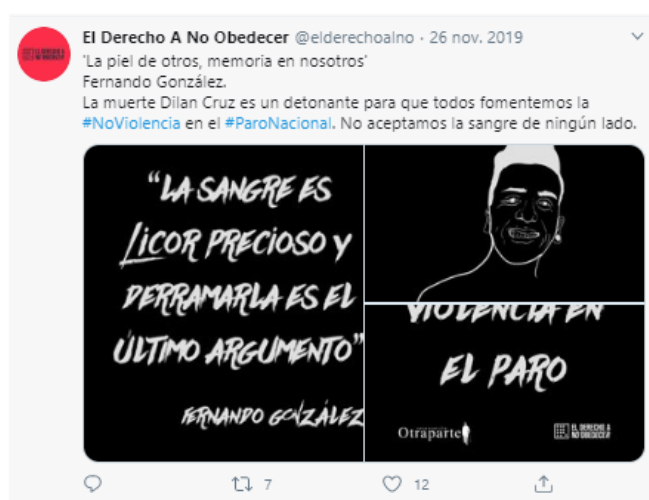 El Derecho A No Obedecer @elderechoalno · 26 nov. 2019
'La piel de otros, memoria en nosotros'
Fernando González.
La muerte Dilan Cruz es un detonante para que todos fomentemos la
#NoViolencia en el #ParoNacional. No aceptamos la sangre de ningún lado.
“LA SANGRE ES
LICOR PRECIOSO Y
DERRAMARLA ES EL
ÚLTIMO ARGUMENTO”
FERNANDO GONZÁLEZ
VIOLENCIA EN
EL PARO
Otraparte
EL DERECHO A
NO OBEDECER
7
12